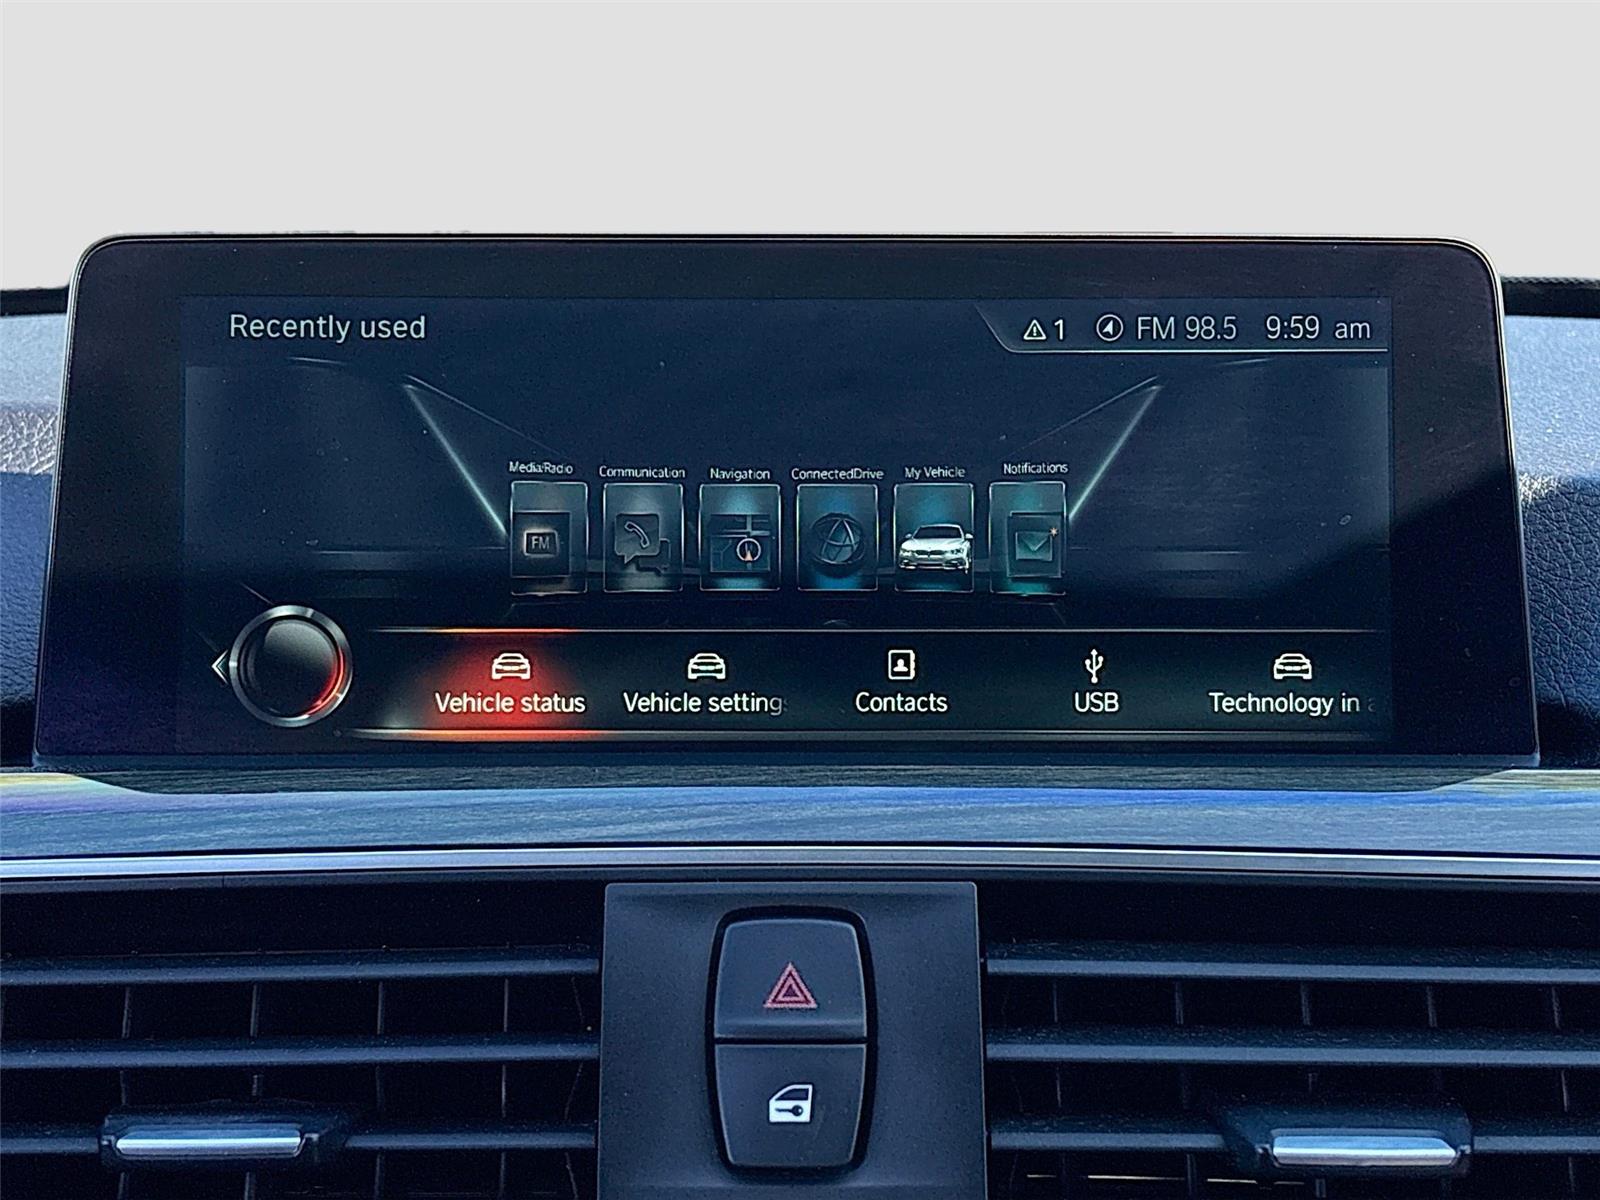 Recently used
1 FM 98.5 9:59 am
Media/Radio Communication Navigation ConnectedDrive My Vehicle Notifications
FM
Vehicle status Vehicle settings Contacts USB Technology in a